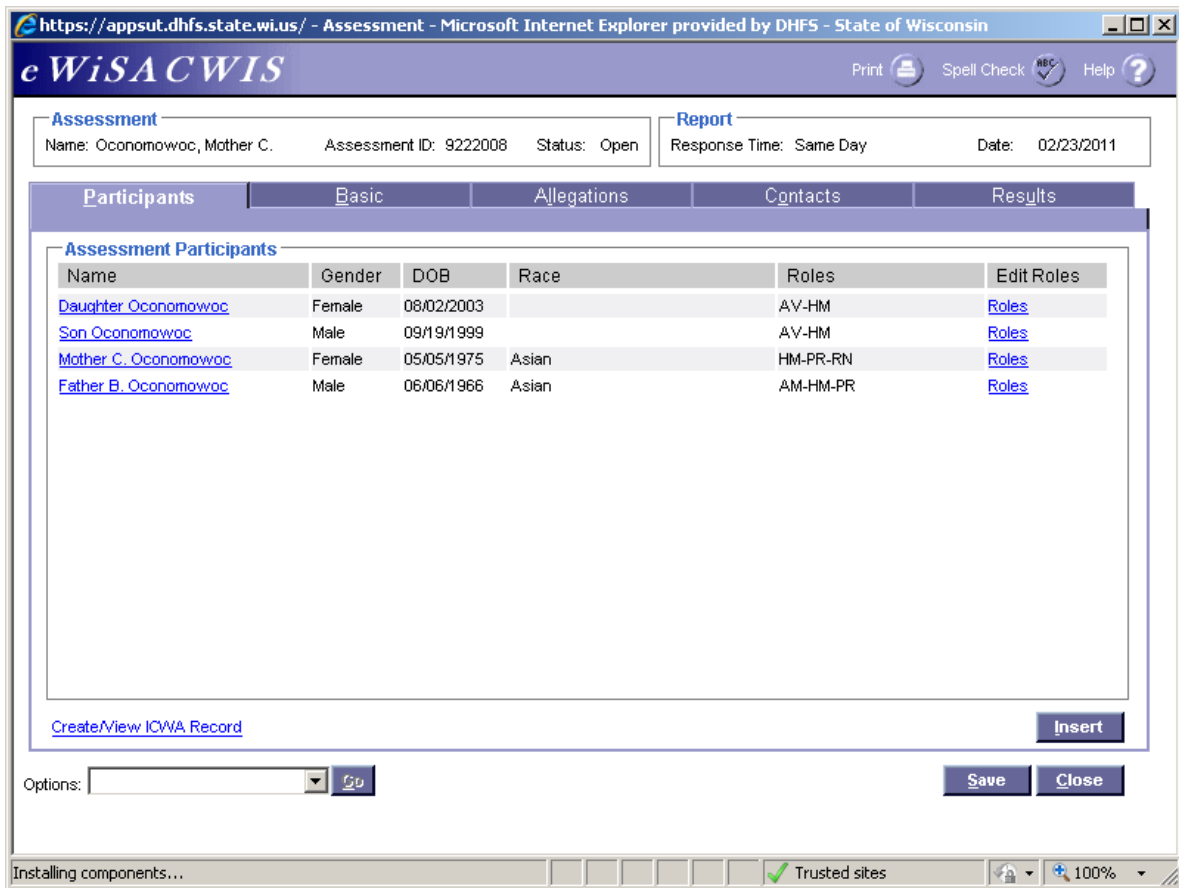 https://appsut.dhfs.state.wi.us/ - Assessment - Microsoft Internet Explorer provided by DHFS - State of Wisconsin
e WiSACWIS Print Spell Check ABC Help ?
Assessment Report
Name: Oconomowoc, Mother C. Assessment ID: 9222008 Status: Open Response Time: Same Day Date: 02/23/2011
Participants Basic Allegations Contacts Results
Assessment Participants
Name Gender DOB Race Roles Edit Roles
Daughter Oconomowoc Female 08/02/2003 AV-HM Roles
Son Oconomowoc Male 09/19/1999 AV-HM Roles
Mother C. Oconomowoc Female 05/05/1975 Asian HM-PR-RN Roles
Father B. Oconomowoc Male 06/06/1966 Asian AM-HM-PR Roles
Create/View ICWA Record Insert
Options: Go Save Close
Installing components... Trusted sites 100%